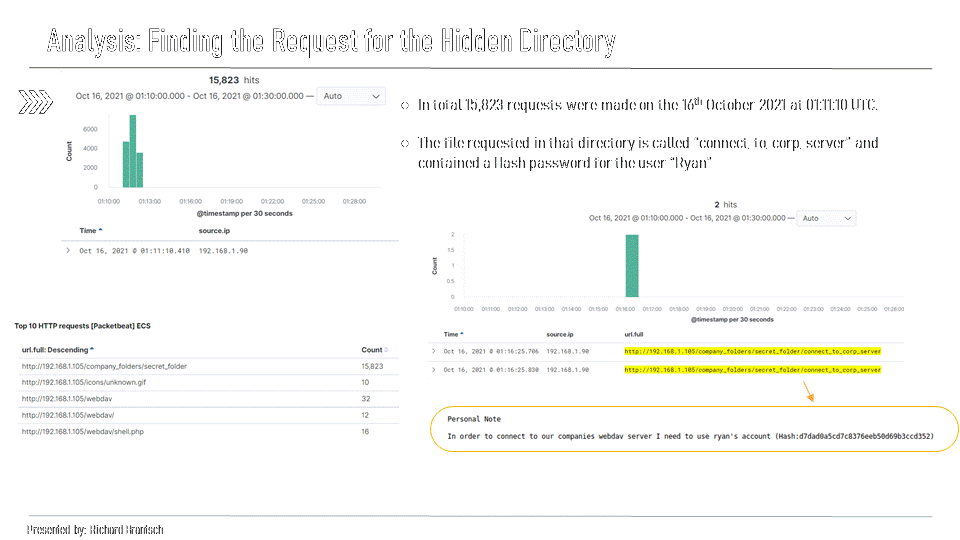 Analysis: Finding the Request for the Hidden Directory
15,823 hits
Oct 16, 2021 @ 01:10:00.000 - Oct 16, 2021 @ 01:30:00.000 — Auto
Count
6000
4000
2000
0
01:10:00 01:13:00 01:16:00 01:19:00 01:22:00 01:25:00 01:28:00
@timestamp per 30 seconds
Time source.ip
> Oct 16, 2021 @ 01:11:10.410 192.168.1.90
Top 10 HTTP requests [Packetbeat] ECS
url.full: Descending Count
http://192.168.1.105/company_folders/secret_folder 15,823
http://192.168.1.105/icons/unknown.gif 10
http://192.168.1.105/webdav 32
http://192.168.1.105/webdav/ 12
http://192.168.1.105/webdav/shell.php 16
○ In total 15,823 requests were made on the 16th October 2021 at 01:11:10 UTC.
○ The file requested in that directory is called "connect_to_corp_server" and
contained a Hash password for the user "Ryan"
2 hits
Oct 16, 2021 @ 01:10:00.000 - Oct 16, 2021 @ 01:30:00.000 — Auto
Count
2
1.5
1
0.5
0
01:10:00 01:11:00 01:12:00 01:13:00 01:14:00 01:15:00 01:16:00 01:17:00 01:18:00 01:19:00 01:20:00 01:21:00 01:22:00 01:23:00 01:24:00 01:25:00 01:26:00 01:28:00
@timestamp per 30 seconds
Time source.ip url.full
> Oct 16, 2021 @ 01:16:25.706 192.168.1.90 http://192.168.1.105/company_folders/secret_folder/connect_to_corp_server
> Oct 16, 2021 @ 01:16:25.830 192.168.1.90 http://192.168.1.105/company_folders/secret_folder/connect_to_corp_server
Personal Note
In order to connect to our companies webdav server I need to use ryan's account (Hash:d7dad0a5cd7c8376eeb50d69b3ccd352)
Presented by: Richard Hranisch